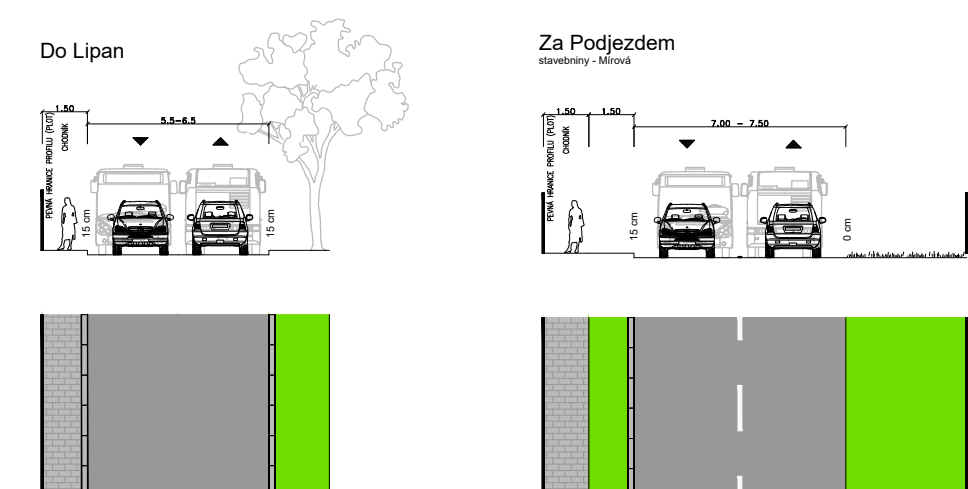 Do Lipan
1.50
5.5-6.5
PEVNÁ HRANICE PROFILU (PLOT)
CHODNÍK
15 cm
15 cm
Za Podjezdem
stavebniny - Mírová
1.50
1.50
7.00 - 7.50
PEVNÁ HRANICE PROFILU (PLOT)
CHODNÍK
15 cm
0 cm